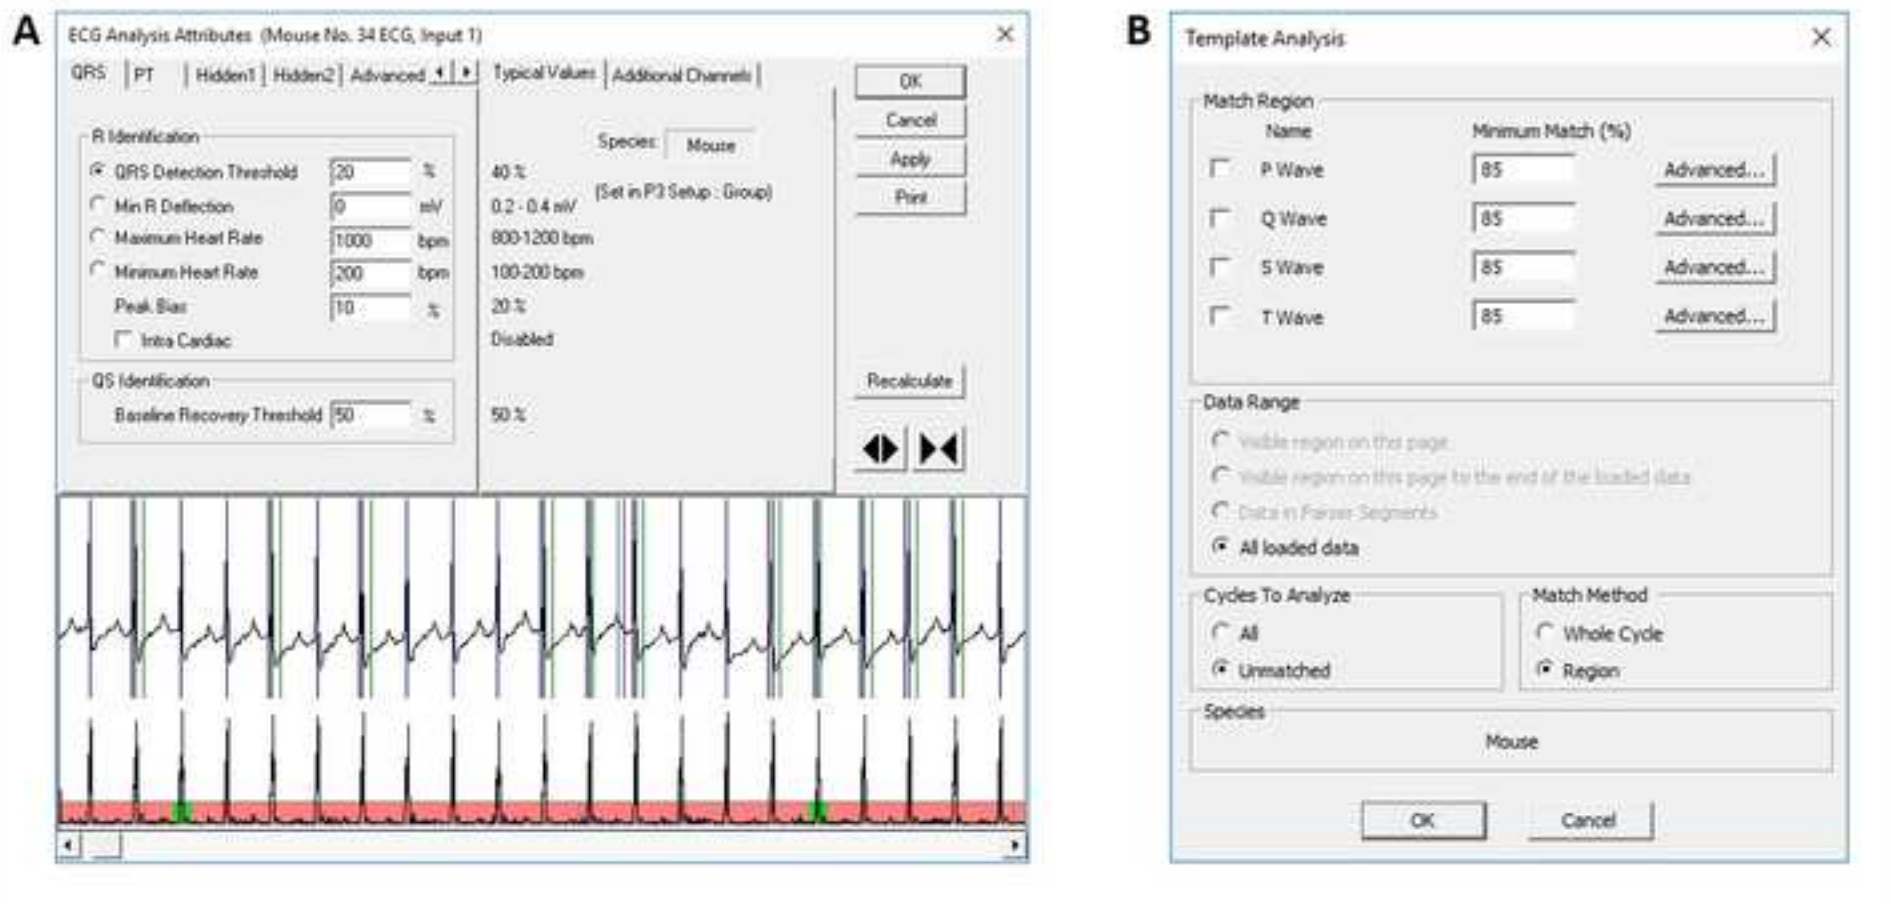 A
ECG Analysis Attributes (Mouse No. 34 ECG, Input 1)
QRS PT Hidden1 Hidden2 Advanced Typical Values Additional Channels
R Identification
QRS Detection Threshold 20 % 40 %
Min R Deflection 0 mV 0.2 - 0.4 mV
Maximum Heart Rate 1000 bpm 800-1200 bpm
Minimum Heart Rate 200 bpm 100-200 bpm
Peak Bias 10 % 20 %
Intra Cardiac Disabled
QS Identification
Baseline Recovery Threshold 50 % 50 %
Species: Mouse
(Set in P3 Setup : Group)
OK
Cancel
Apply
Print
Recalculate
B
Template Analysis
Match Region
Name Minimum Match (%)
P Wave 85 Advanced...
Q Wave 85 Advanced...
S Wave 85 Advanced...
T Wave 85 Advanced...
Data Range
Visible region on this page
Visible region on this page to the end of the loaded data
Data in Parser Segments
All loaded data
Cycles To Analyze
All
Unmatched
Match Method
Whole Cycle
Region
Species
Mouse
OK Cancel